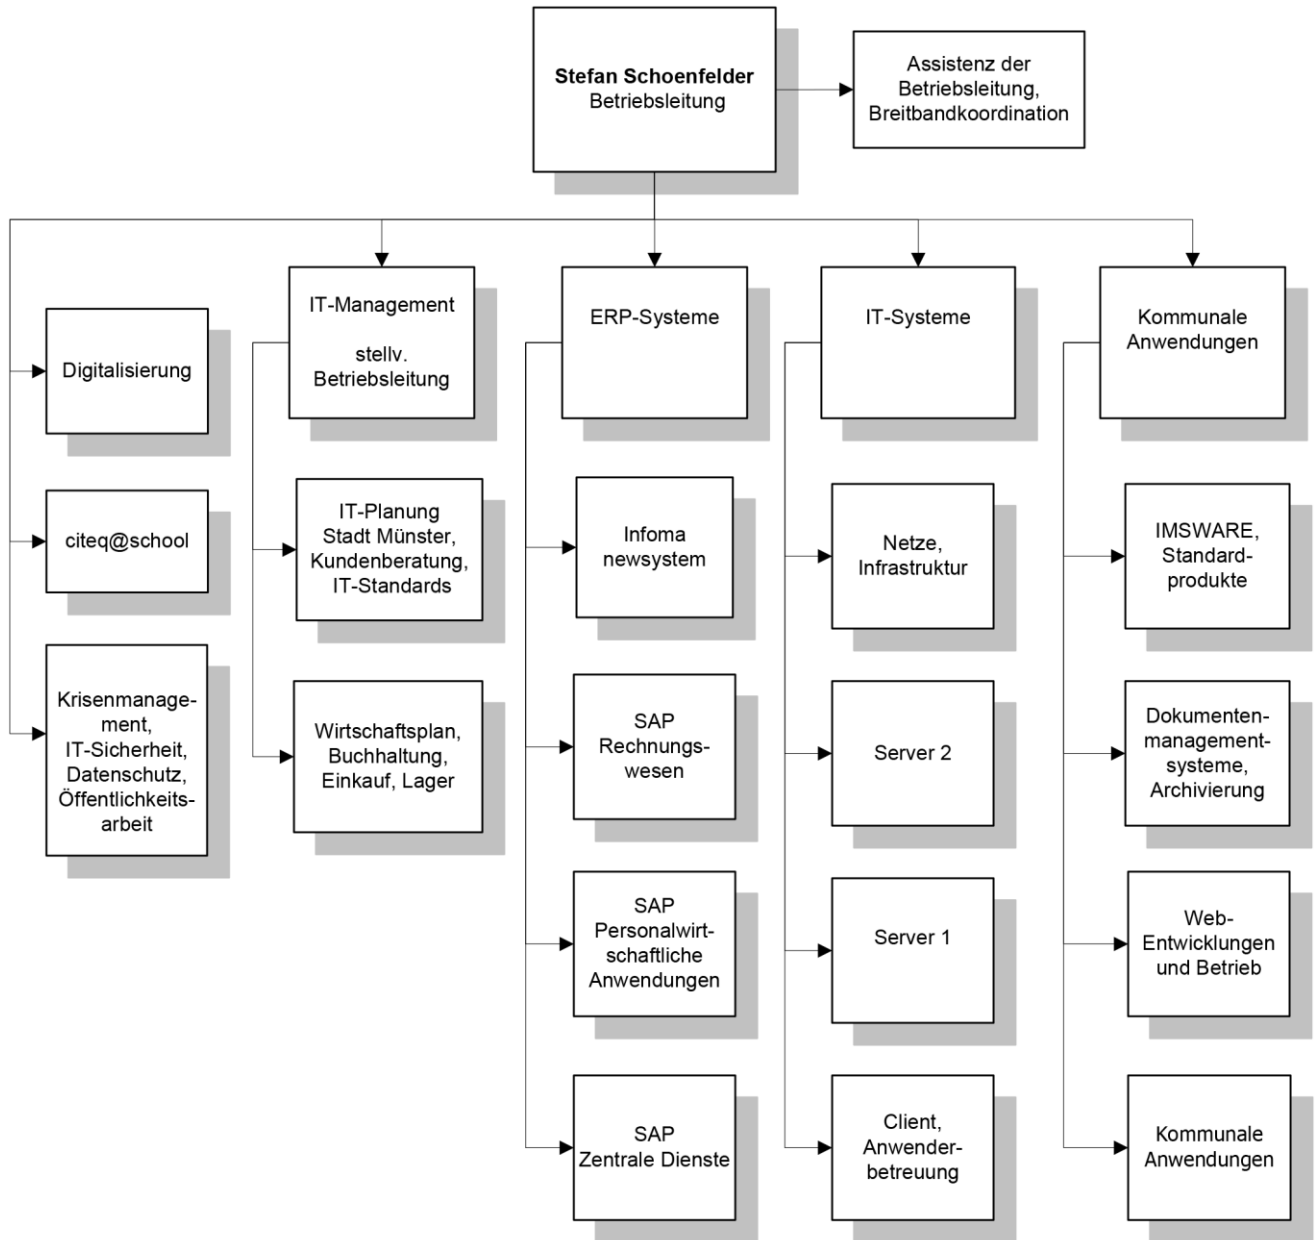 Stefan Schoenfelder
Betriebsleitung
Assistenz der
Betriebsleitung,
Breitbandkoordination
Digitalisierung
citeq@school
Krisenmanage-
ment,
IT-Sicherheit,
Datenschutz,
Öffentlichkeits-
arbeit
IT-Management
stellv.
Betriebsleitung
IT-Planung
Stadt Münster,
Kundenberatung,
IT-Standards
Wirtschaftsplan,
Buchhaltung,
Einkauf, Lager
ERP-Systeme
Infoma
newsystem
SAP
Rechnungs-
wesen
SAP
Personalwirt-
schaftliche
Anwendungen
SAP
Zentrale Dienste
IT-Systeme
Netze,
Infrastruktur
Server 2
Server 1
Client,
Anwender-
betreuung
Kommunale
Anwendungen
IMSWARE,
Standard-
produkte
Dokumenten-
management-
systeme,
Archivierung
Web-
Entwicklungen
und Betrieb
Kommunale
Anwendungen